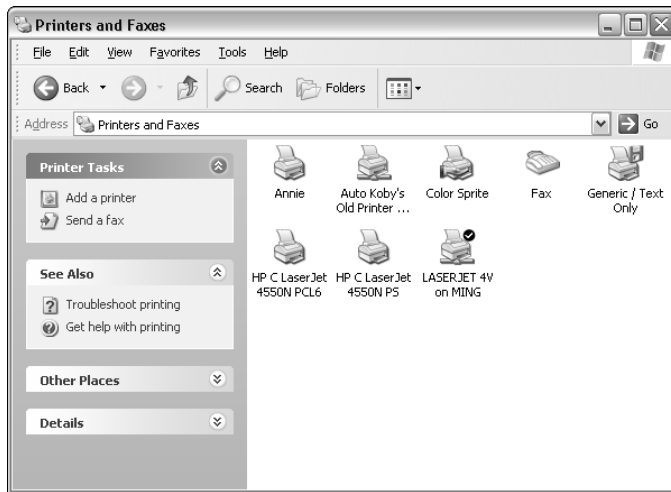 Printers and Faxes
File Edit View Favorites Tools Help
Back Search Folders
Address Printers and Faxes Go
Printer Tasks
Add a printer
Send a fax
See Also
Troubleshoot printing
Get help with printing
Other Places
Details
Annie
Auto Koby's
Old Printer ...
Color Sprite
Fax
Generic / Text
Only
HP C LaserJet
4550N PCL6
HP C LaserJet
4550N PS
LASERJET 4V
on MING